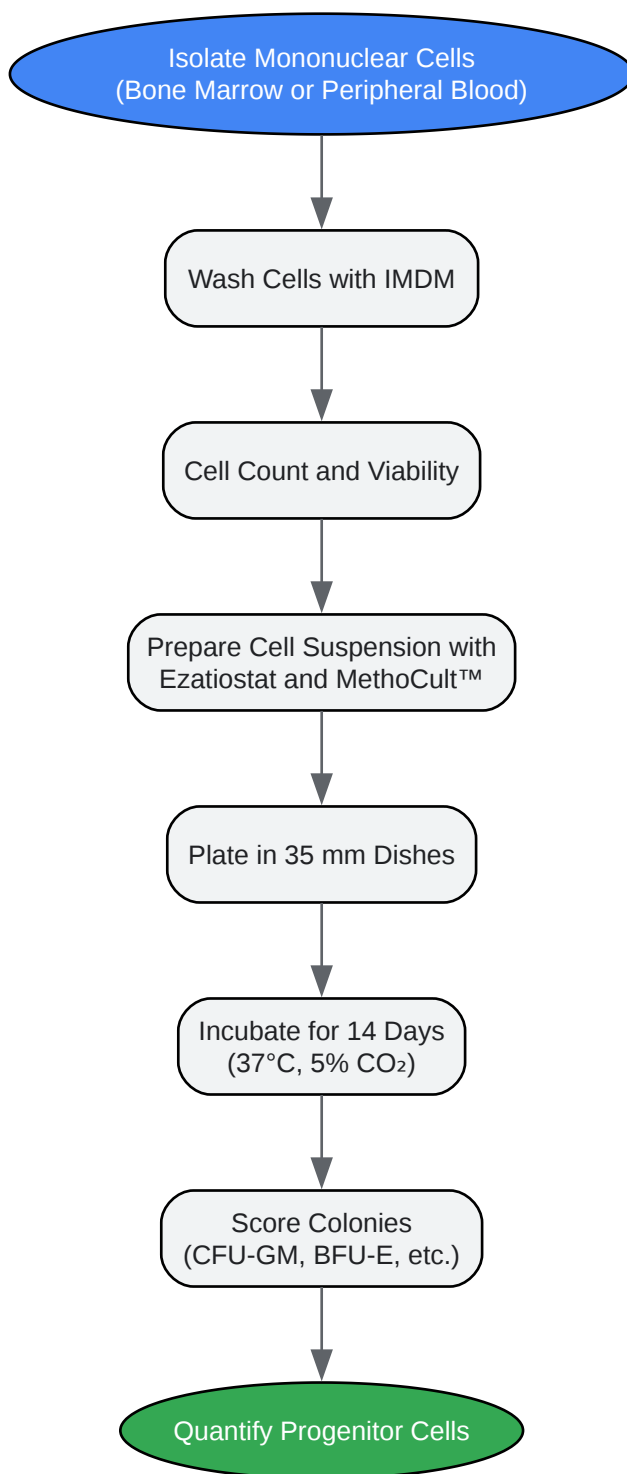 Isolate Mononuclear Cells
(Bone Marrow or Peripheral Blood)
Wash Cells with IMDM
Cell Count and Viability
Prepare Cell Suspension with
Ezatiostat and MethoCult™
Plate in 35 mm Dishes
Incubate for 14 Days
(37°C, 5% CO₂)
Score Colonies
(CFU-GM, BFU-E, etc.)
Quantify Progenitor Cells